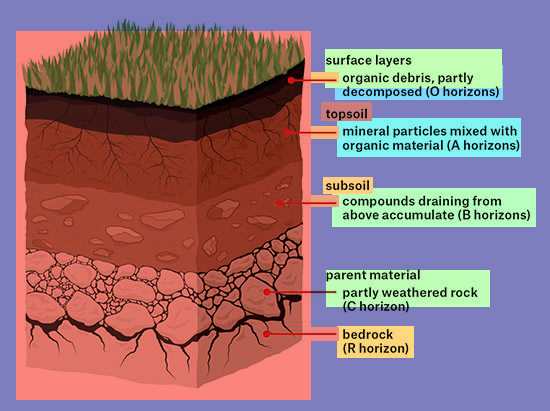 surface layers
organic debris, partly
decomposed (O horizons)
topsoil
mineral particles mixed with
organic material (A horizons)
subsoil
compounds draining from
above accumulate (B horizons)
parent material
partly weathered rock
(C horizon)
bedrock
(R horizon)